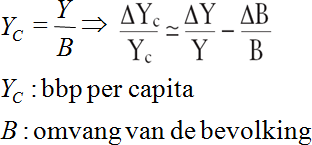 Y_C = Y/B ⇒ ΔY_c/Y_c ≃ ΔY/Y − ΔB/B
Y_C : bbp per capita
B : omvang van de bevolking